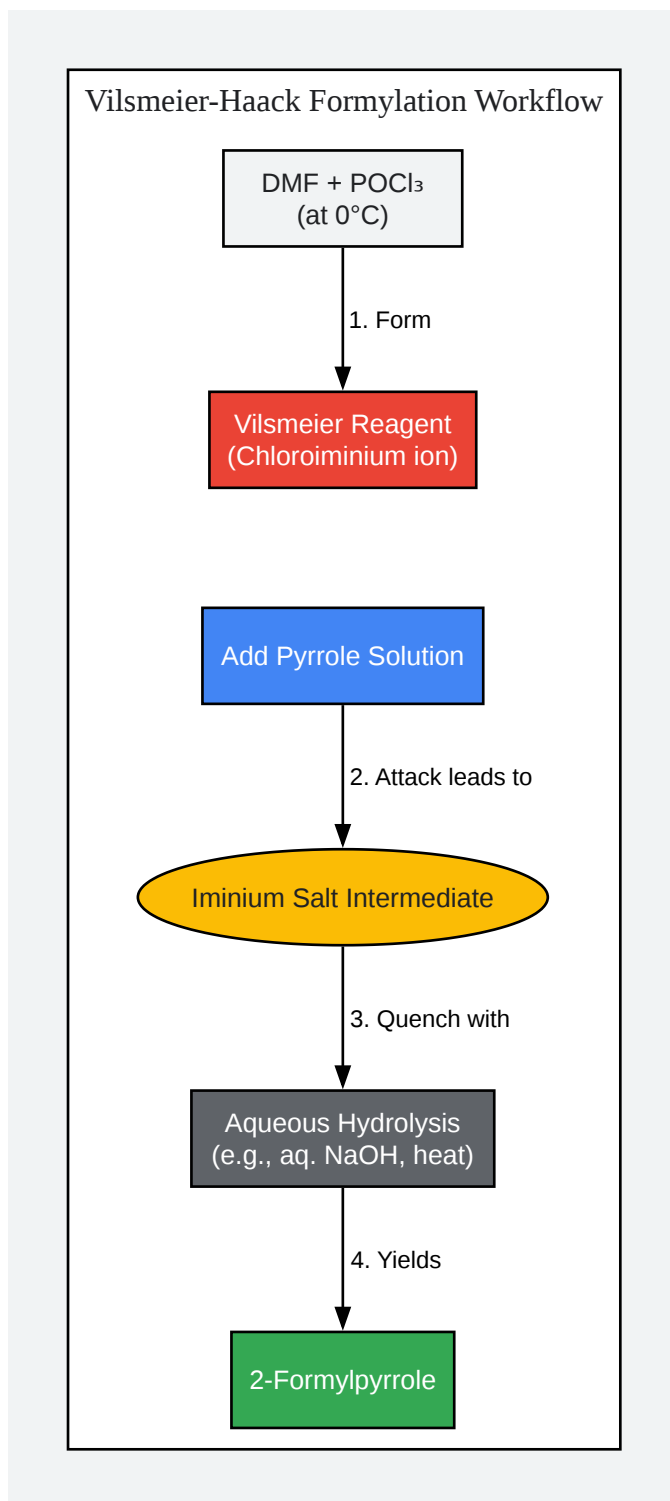 Vilsmeier-Haack Formylation Workflow
DMF + POCl₃
(at 0°C)
1. Form
Vilsmeier Reagent
(Chloroiminium ion)
Add Pyrrole Solution
2. Attack leads to
Iminium Salt Intermediate
3. Quench with
Aqueous Hydrolysis
(e.g., aq. NaOH, heat)
4. Yields
2-Formylpyrrole